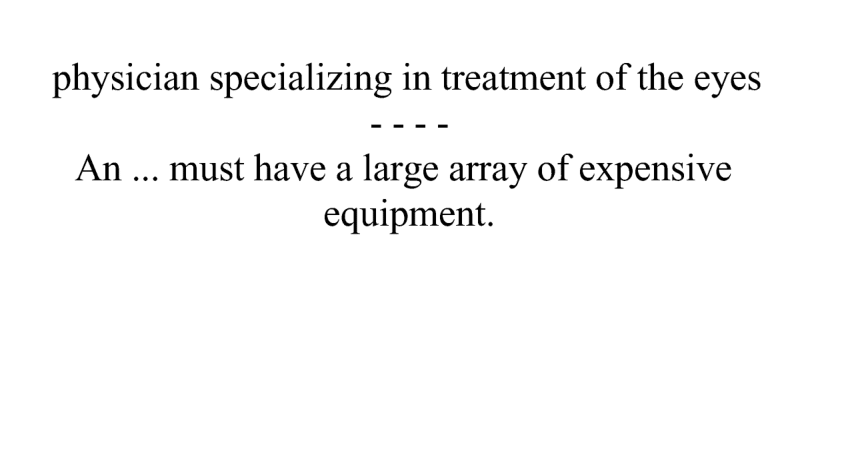 physician specializing in treatment of the eyes
- - - -
An ... must have a large array of expensive
equipment.